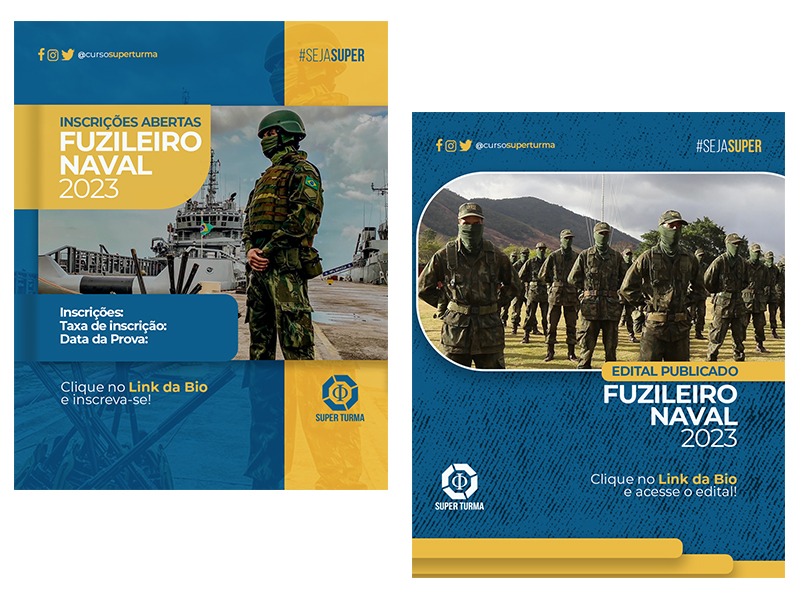 @cursosuperturma
#SEJASUPER
INSCRIÇÕES ABERTAS
FUZILEIRO
NAVAL
2023
Inscrições:
Taxa de inscrição:
Data da Prova:
Clique no Link da Bio
e inscreva-se!
SUPER TURMA
@cursosuperturma
#SEJASUPER
EDITAL PUBLICADO
FUZILEIRO
NAVAL
2023
Clique no Link da Bio
e acesse o edital!
SUPER TURMA